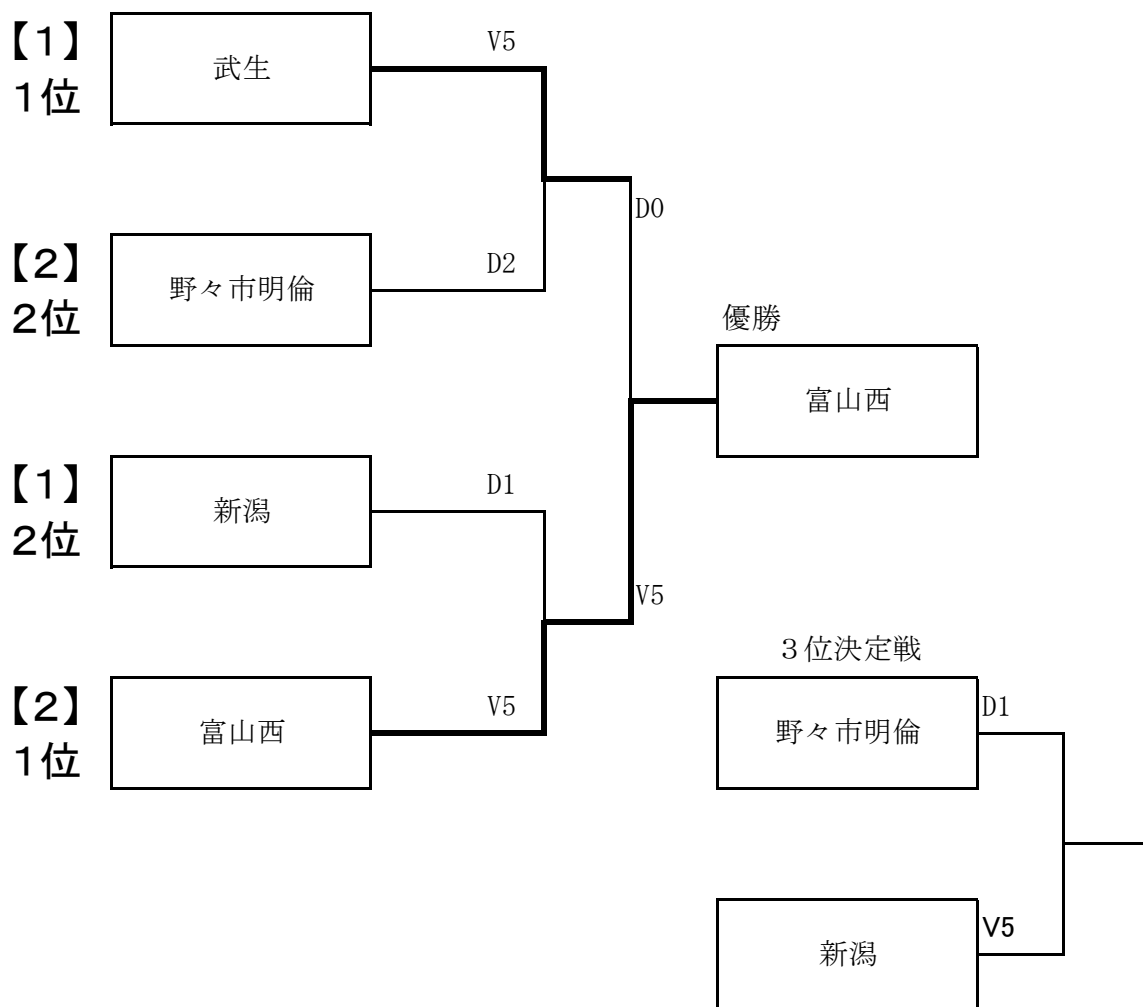 【１】
１位
武生
V5
【２】
２位
野々市明倫
D2
D0
優勝
富山西
【１】
２位
新潟
D1
【２】
１位
富山西
V5
V5
３位決定戦
野々市明倫
D1
新潟
V5